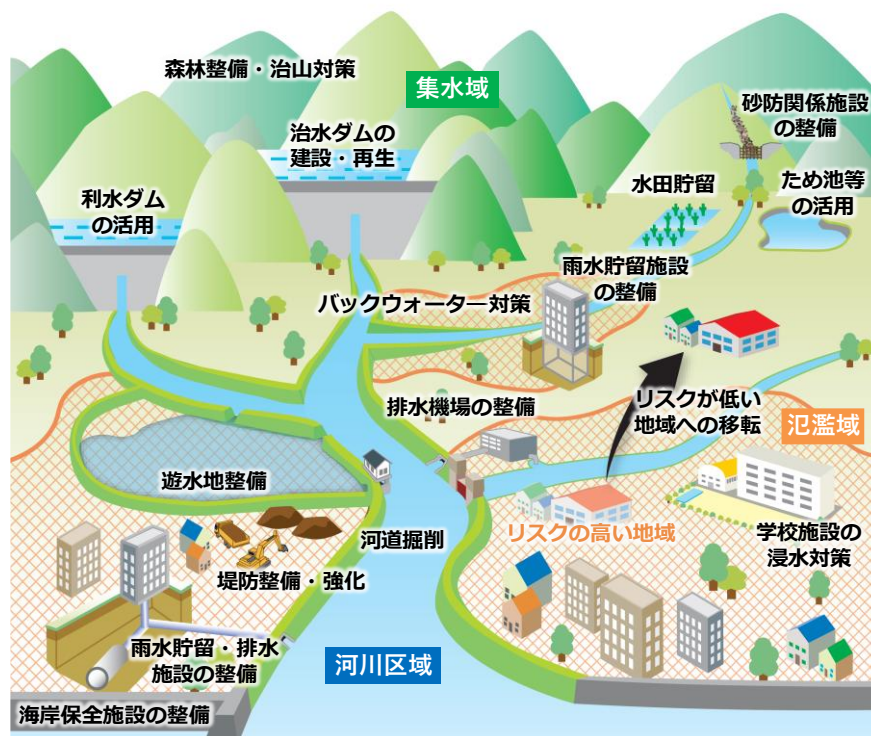 森林整備・治山対策
集水域
砂防関係施設
の整備
治水ダムの
建設・再生
水田貯留
ため池等
の活用
利水ダム
の活用
雨水貯留施設
の整備
バックウォーター対策
リスクが低い
地域への移転
排水機場の整備
氾濫域
遊水地整備
リスクの高い地域
学校施設の
浸水対策
河道掘削
堤防整備・強化
雨水貯留・排水
施設の整備
河川区域
海岸保全施設の整備